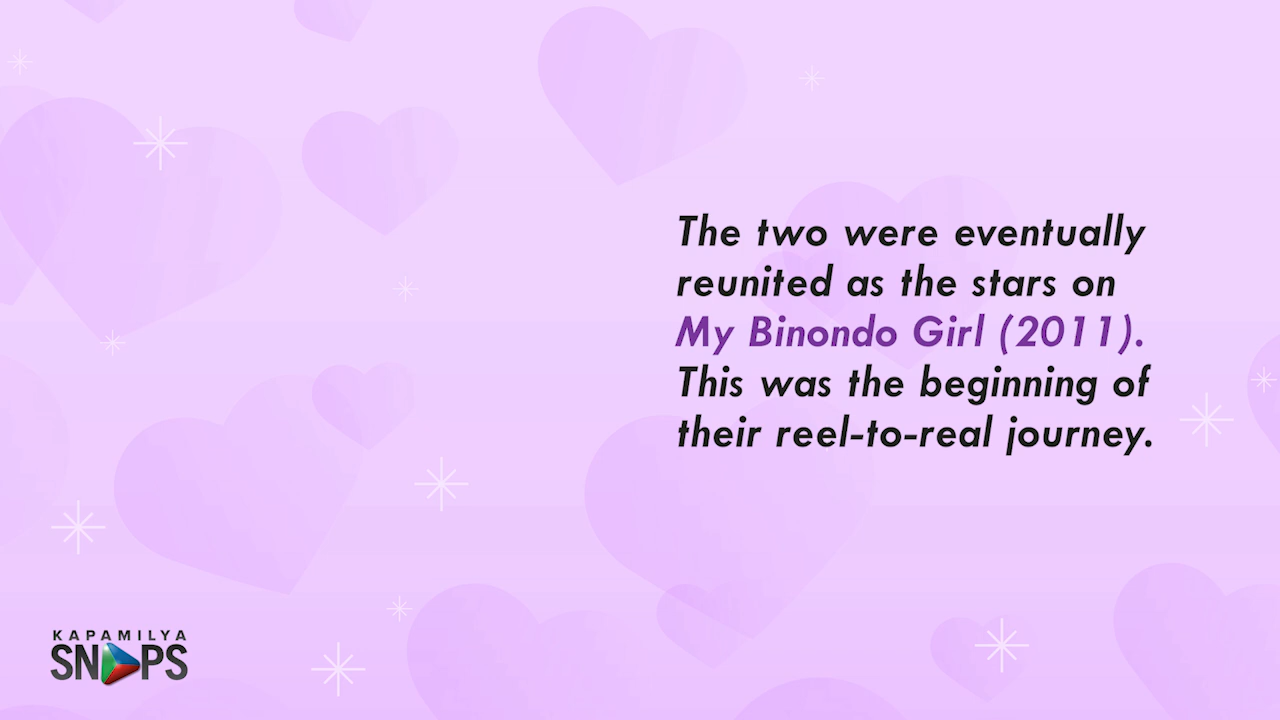 The two were eventually
reunited as the stars on
My Binondo Girl (2011).
This was the beginning of
their reel-to-real journey.
KAPAMILYA
SNAPS